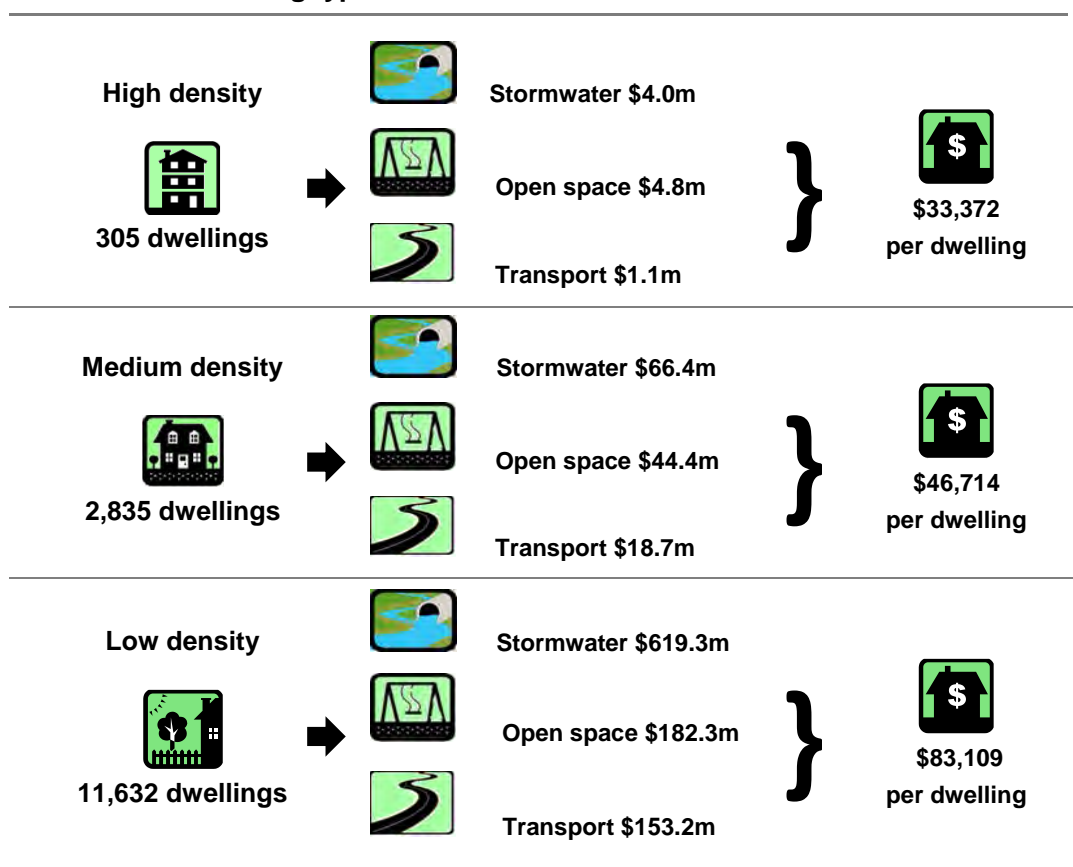 High density
Stormwater $4.0m
Open space $4.8m
305 dwellings
Transport $1.1m
$33,372
per dwelling
Medium density
Stormwater $66.4m
Open space $44.4m
2,835 dwellings
Transport $18.7m
$46,714
per dwelling
Low density
Stormwater $619.3m
Open space $182.3m
11,632 dwellings
Transport $153.2m
$83,109
per dwelling